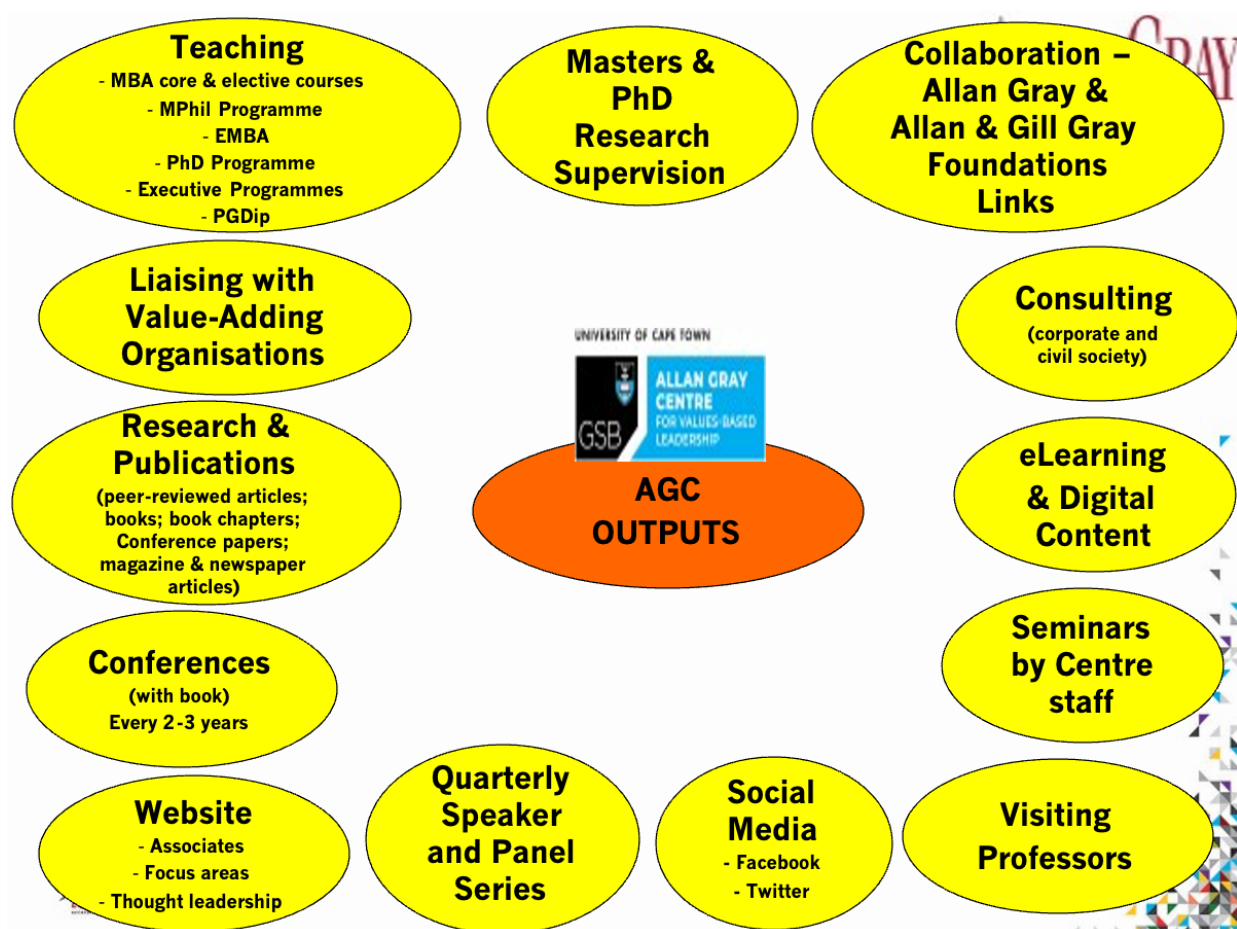 Teaching
- MBA core & elective courses
- MPhil Programme
- EMBA
- PhD Programme
- Executive Programmes
- PGDip
Masters &
PhD
Research
Supervision
Collaboration –
Allan Gray &
Allan & Gill Gray
Foundations
Links
GRAY
Liaising with
Value-Adding
Organisations
Consulting
(corporate and
civil society)
UNIVERSITY OF CAPE TOWN
GSB
ALLAN GRAY
CENTRE
FOR VALUES-BASED
LEADERSHIP
AGC
OUTPUTS
Research &
Publications
(peer-reviewed articles;
books; book chapters;
Conference papers;
magazine & newspaper
articles)
eLearning
& Digital
Content
Conferences
(with book)
Every 2-3 years
Seminars
by Centre
staff
Website
- Associates
- Focus areas
- Thought leadership
Quarterly
Speaker
and Panel
Series
Social
Media
- Facebook
- Twitter
Visiting
Professors